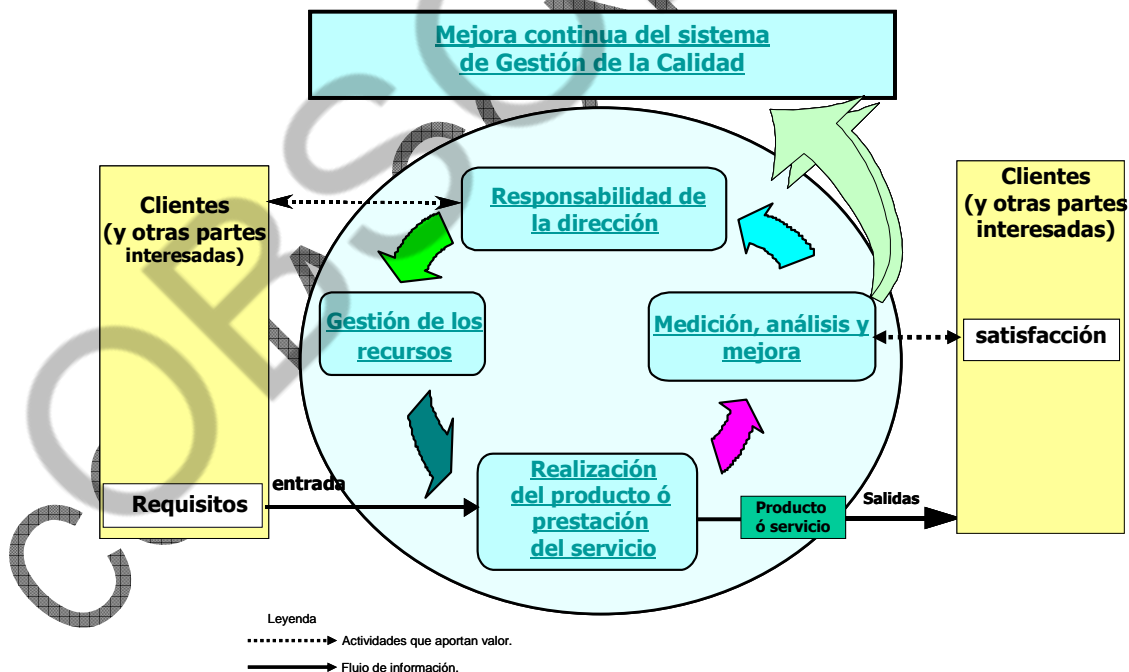 Mejora continua del sistema
de Gestión de la Calidad
Clientes
(y otras partes
interesadas)
Responsabilidad de
la dirección
Clientes
(y otras partes
interesadas)
Gestión de los
recursos
Medición, análisis y
mejora
satisfacción
Requisitos
entrada
Realización
del producto ó
prestación
del servicio
Producto
ó servicio
Salidas
Leyenda
Actividades que aportan valor.
Flujo de información.